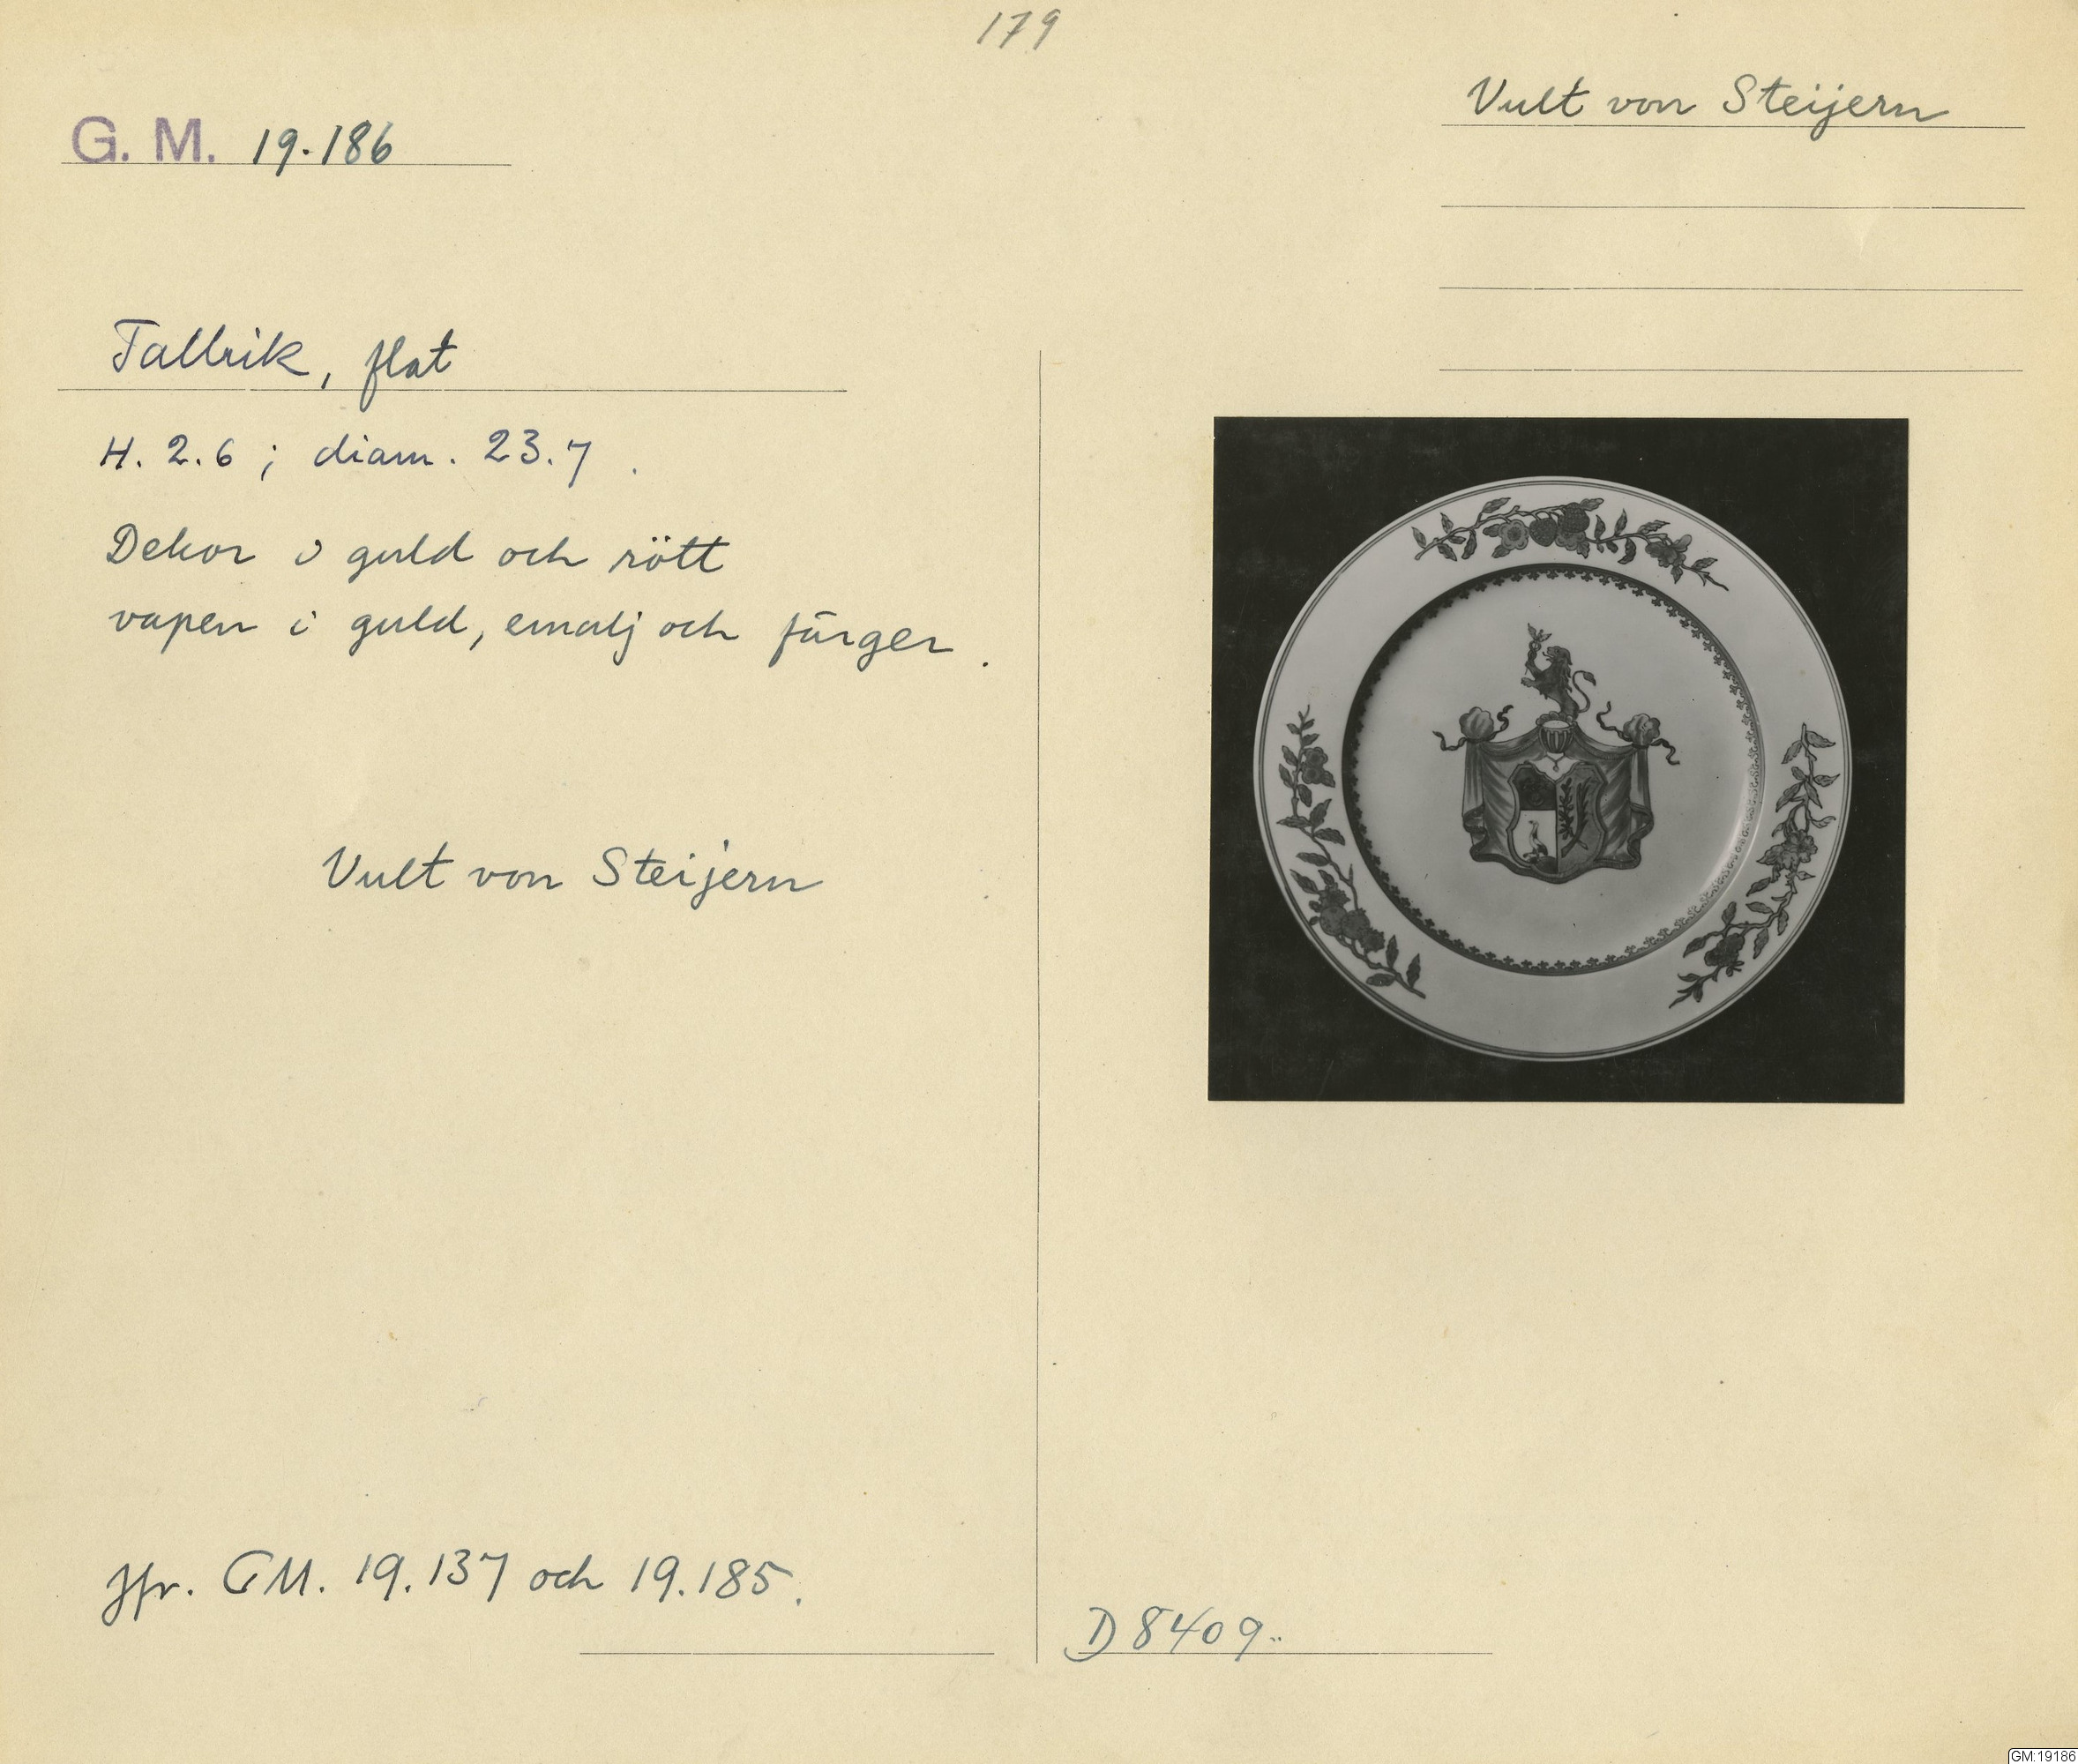 179
G. M. 19.186
Vult von Steijern
Tallrik, flat
H. 2.6 ; diam. 23.7 .
Dekor i guld och rött
vapen i guld, emalj och färger .
Vult von Steijern
Jfr. GM. 19.137 och 19.185.
D 8409.
GM:19186